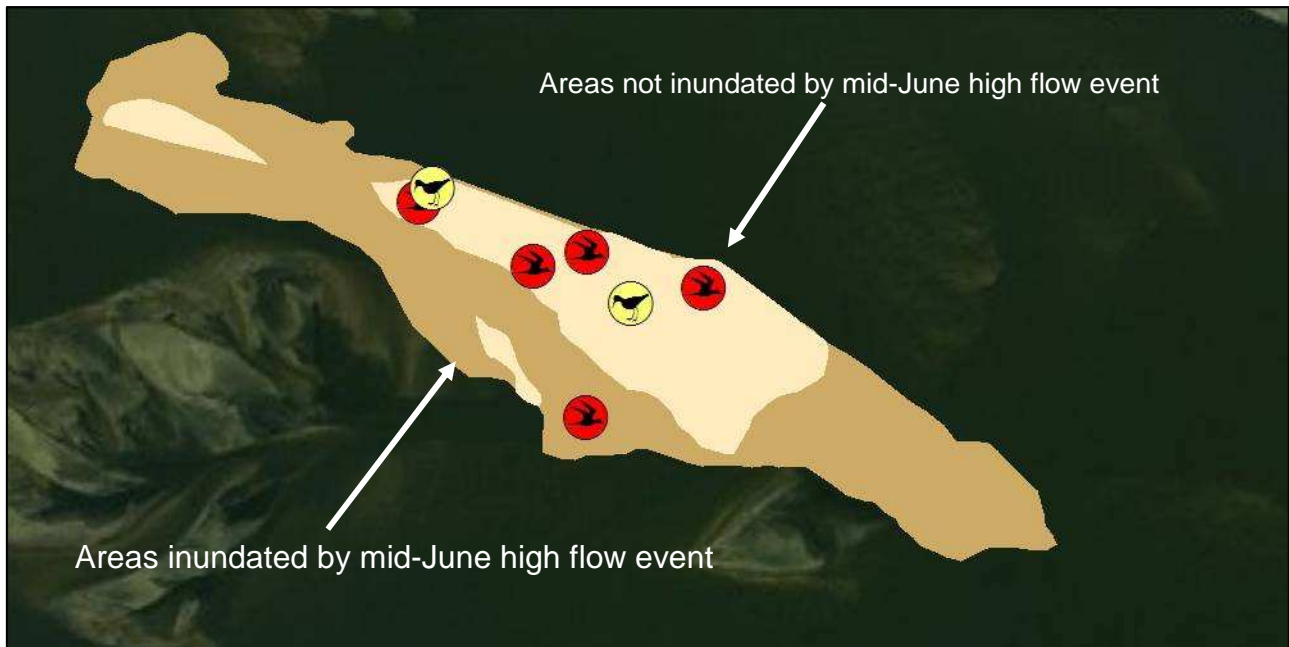 Areas not inundated by mid-June high flow event
Areas inundated by mid-June high flow event